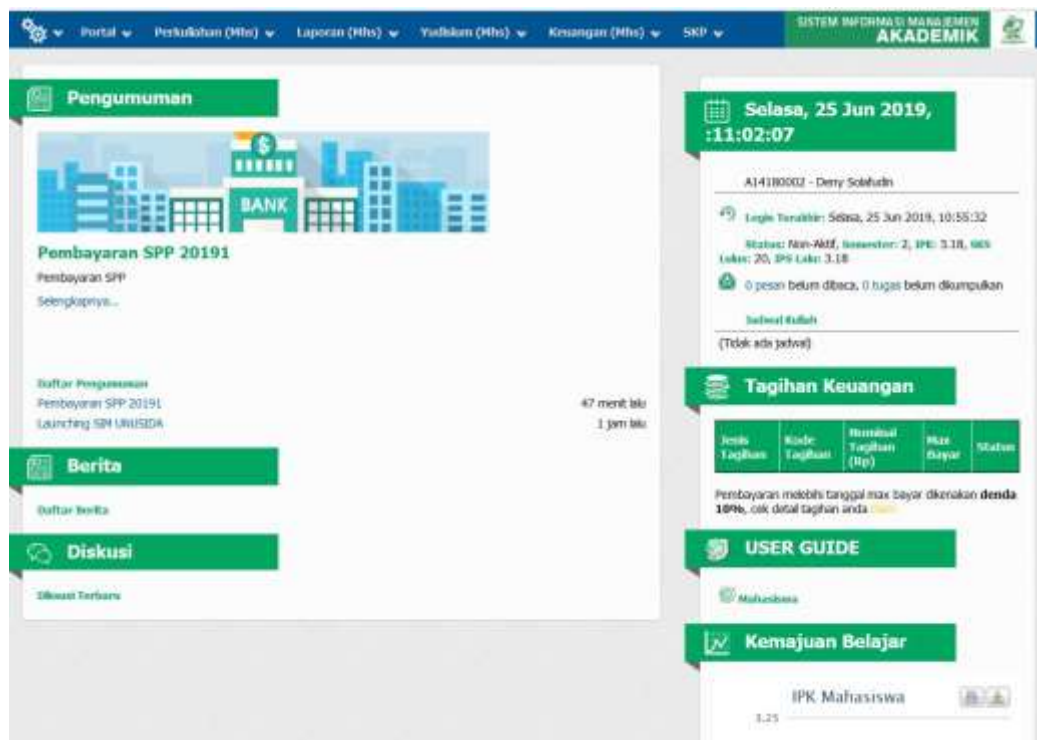 Portal Perkuliahan (Mhs) Laporan (Mhs) Yudisium (Mhs) Keuangan (Mhs) SKP
SISTEM INFORMASI MANAJEMEN
AKADEMIK
Pengumuman
$
BANK
Pembayaran SPP 20191
Pembayaran SPP
Selengkapnya...
Daftar Pengumuman
Pembayaran SPP 20191 47 menit lalu
Launching SIM UNUSIDA 1 jam lalu
Berita
Daftar Berita
Diskusi
Diskusi Terbaru
Selasa, 25 Jun 2019,
:11:02:07
A14180002 - Deny Solafudin
Login Terakhir: Selasa, 25 Jun 2019, 10:55:32
Status: Non-Aktif, Semester: 2, IPK: 3.18, SKS
Lulus: 20, IPS Lalu: 3.18
0 pesan belum dibaca, 0 tugas belum dikumpulkan
Jadwal Kuliah
(Tidak ada jadwal)
Tagihan Keuangan
Jenis Tagihan Kode Tagihan Nominal Tagihan (Rp) Max Bayar Status
Pembayaran melebihi tanggal max bayar dikenakan denda
10%, cek detail tagihan anda
USER GUIDE
Mahasiswa
Kemajuan Belajar
IPK Mahasiswa
3.25